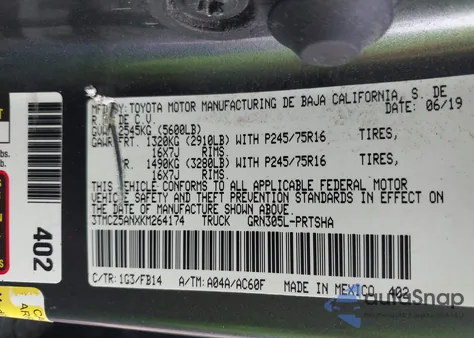 MFD BY: TOYOTA MOTOR MANUFACTURING DE BAJA CALIFORNIA, S. DE
R. DE C.V. DATE: 06/19
GVWR 2545KG (5600LB)
GAWR FRT. 1320KG (2910LB) WITH P245/75R16 TIRES,
16X7J RIMS.
RR. 1490KG (3280LB) WITH P245/75R16 TIRES,
16X7J RIMS.
THIS VEHICLE CONFORMS TO ALL APPLICABLE FEDERAL MOTOR
VEHICLE SAFETY AND THEFT PREVENTION STANDARDS IN EFFECT ON
THE DATE OF MANUFACTURE SHOWN ABOVE.
3TMCZ5ANXKM264174 TRUCK GRN305L-PRTSHA
C/TR: 1G3/FB14 A/TM: A04A/AC60F MADE IN MEXICO 402
402
lbs.
autoSnap